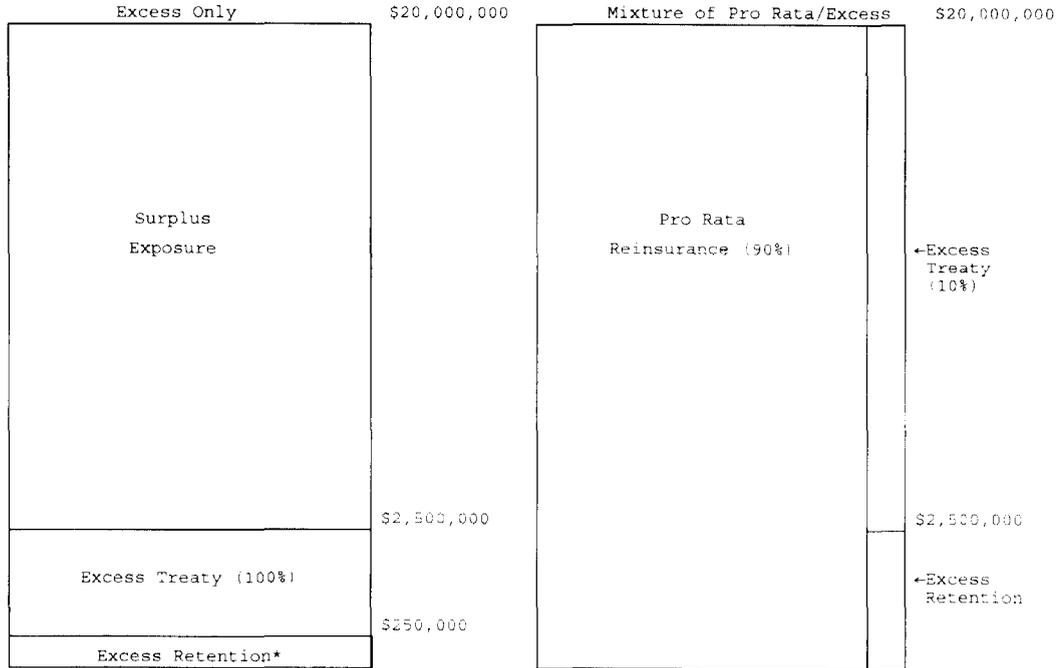 Excess Only $20,000,000
Surplus
Exposure
$2,500,000
Excess Treaty (100%)
$250,000
Excess Retention*
Mixture of Pro Rata/Excess $20,000,000
Pro Rata
Reinsurance (90%)
←Excess
Treaty
(10%)
$2,500,000
←Excess
Retention